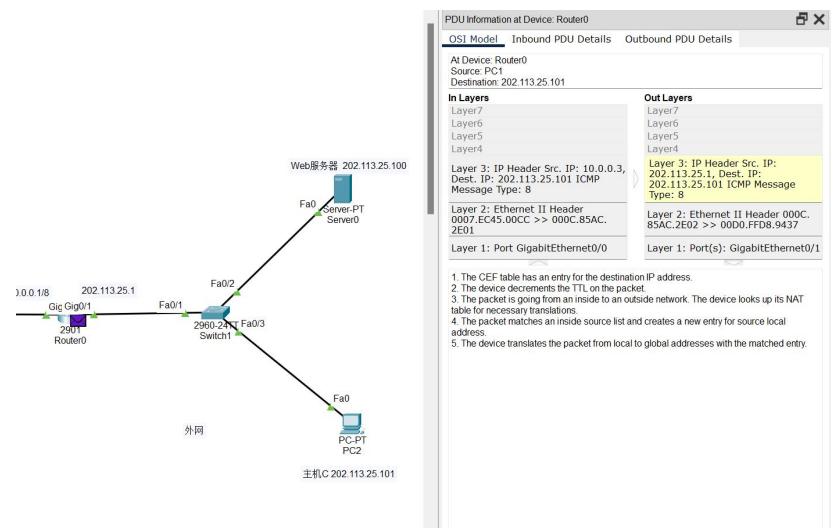 PDU Information at Device: Router0
OSI Model Inbound PDU Details Outbound PDU Details
At Device: Router0
Source: PC1
Destination: 202.113.25.101
In Layers
Layer7
Layer6
Layer5
Layer4
Layer 3: IP Header Src. IP: 10.0.0.3,
Dest. IP: 202.113.25.101 ICMP
Message Type: 8
Layer 2: Ethernet II Header
0007.EC45.00CC >> 000C.85AC.
2E01
Layer 1: Port GigabitEthernet0/0
Out Layers
Layer7
Layer6
Layer5
Layer4
Layer 3: IP Header Src. IP:
202.113.25.1, Dest. IP:
202.113.25.101 ICMP Message
Type: 8
Layer 2: Ethernet II Header 000C.
85AC.2E02 >> 00D0.FFD8.9437
Layer 1: Port(s): GigabitEthernet0/1
1. The CEF table has an entry for the destination IP address.
2. The device decrements the TTL on the packet.
3. The packet is going from an inside to an outside network. The device looks up its NAT
table for necessary translations.
4. The packet matches an inside source list and creates a new entry for source local
address.
5. The device translates the packet from local to global addresses with the matched entry.
Web服务器 202.113.25.100
Fa0
Server-PT
Server0
Fa0/2
0.0.0.1/8 202.113.25.1
Gig Gig0/1
Fa0/1
2901
Router0
2960-24TT
Switch1
Fa0/3
Fa0
外网
PC-PT
PC2
主机C 202.113.25.101